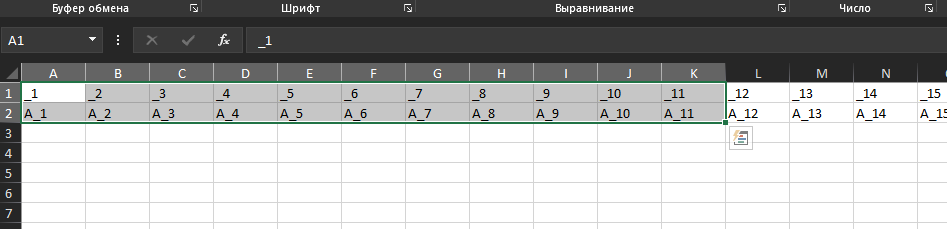 Буфер обмена Шрифт Выравнивание Число
A1 fx _1
A B C D E F G H I J K L M N
1 _1 _2 _3 _4 _5 _6 _7 _8 _9 _10 _11 _12 _13 _14 _15
2 A_1 A_2 A_3 A_4 A_5 A_6 A_7 A_8 A_9 A_10 A_11 A_12 A_13 A_14 A_15
3
4
5
6
7